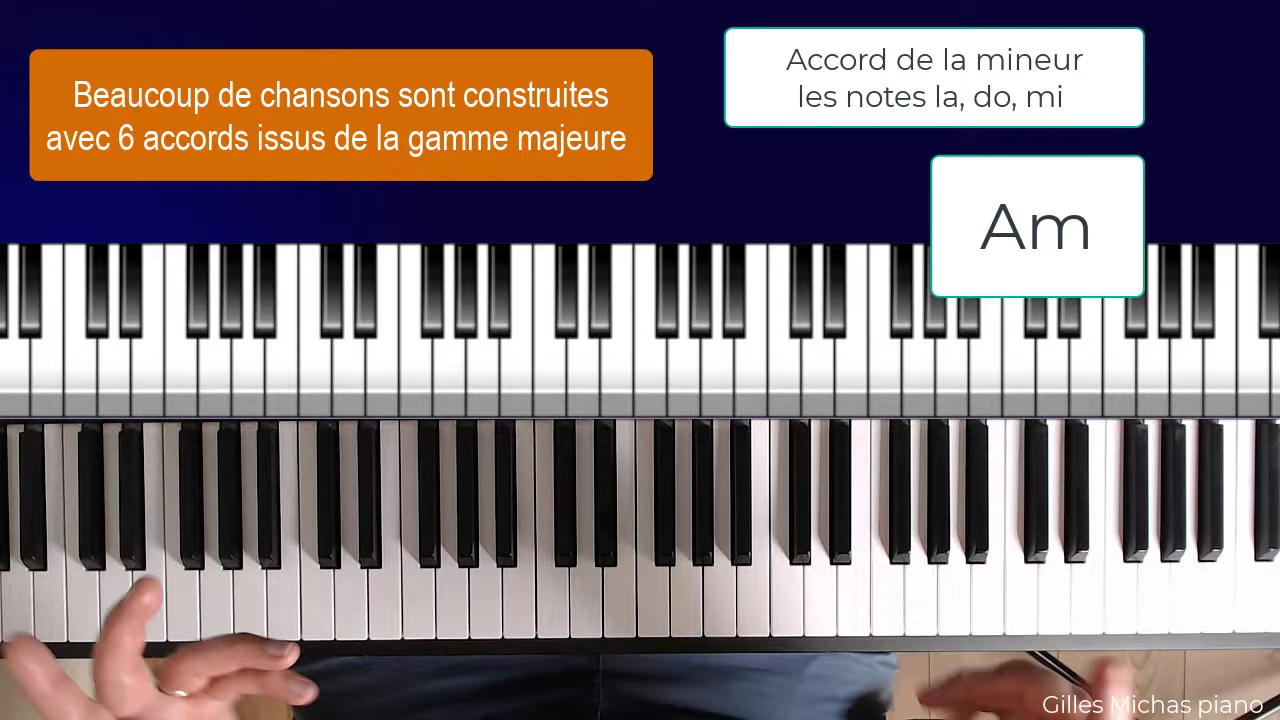 Beaucoup de chansons sont construites
avec 6 accords issus de la gamme majeure
Accord de la mineur
les notes la, do, mi
Am
Gilles Michas piano